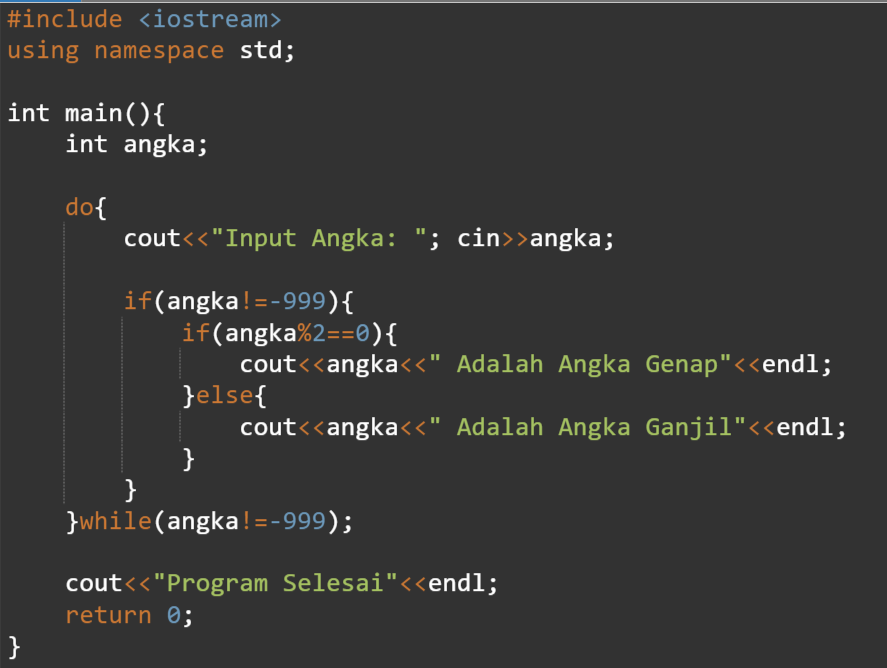 #include <iostream>
using namespace std;
int main(){
int angka;
do{
cout<<"Input Angka: "; cin>>angka;
if(angka!=-999){
if(angka%2==0){
cout<<angka<<" Adalah Angka Genap"<<endl;
}else{
cout<<angka<<" Adalah Angka Ganjil"<<endl;
}
}
}while(angka!=-999);
cout<<"Program Selesai"<<endl;
return 0;
}